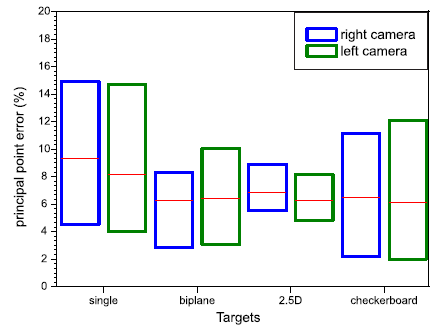 20
18
16
14
12
10
8
6
4
2
0
principal point error (%)
right camera
left camera
single biplane 2.5D checkerboard
Targets